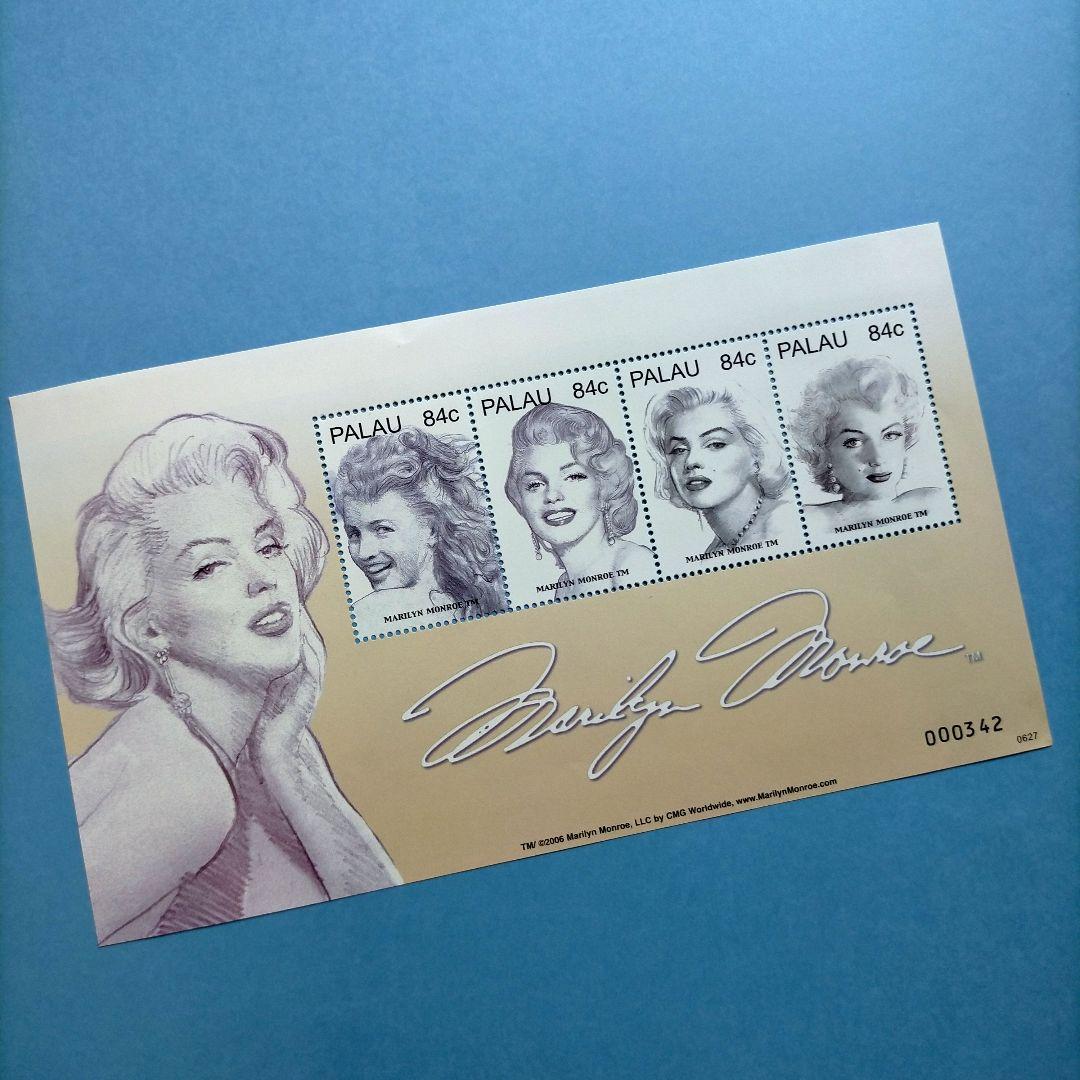 PALAU 84c
MARILYN MONROE TM
PALAU 84c
MARILYN MONROE TM
PALAU 84c
MARILYN MONROE TM
PALAU 84c
MARILYN MONROE TM
Marilyn Monroe TM
000342
0627
TM/ ©2006 Marilyn Monroe, LLC by CMG Worldwide, www.MarilynMonroe.com